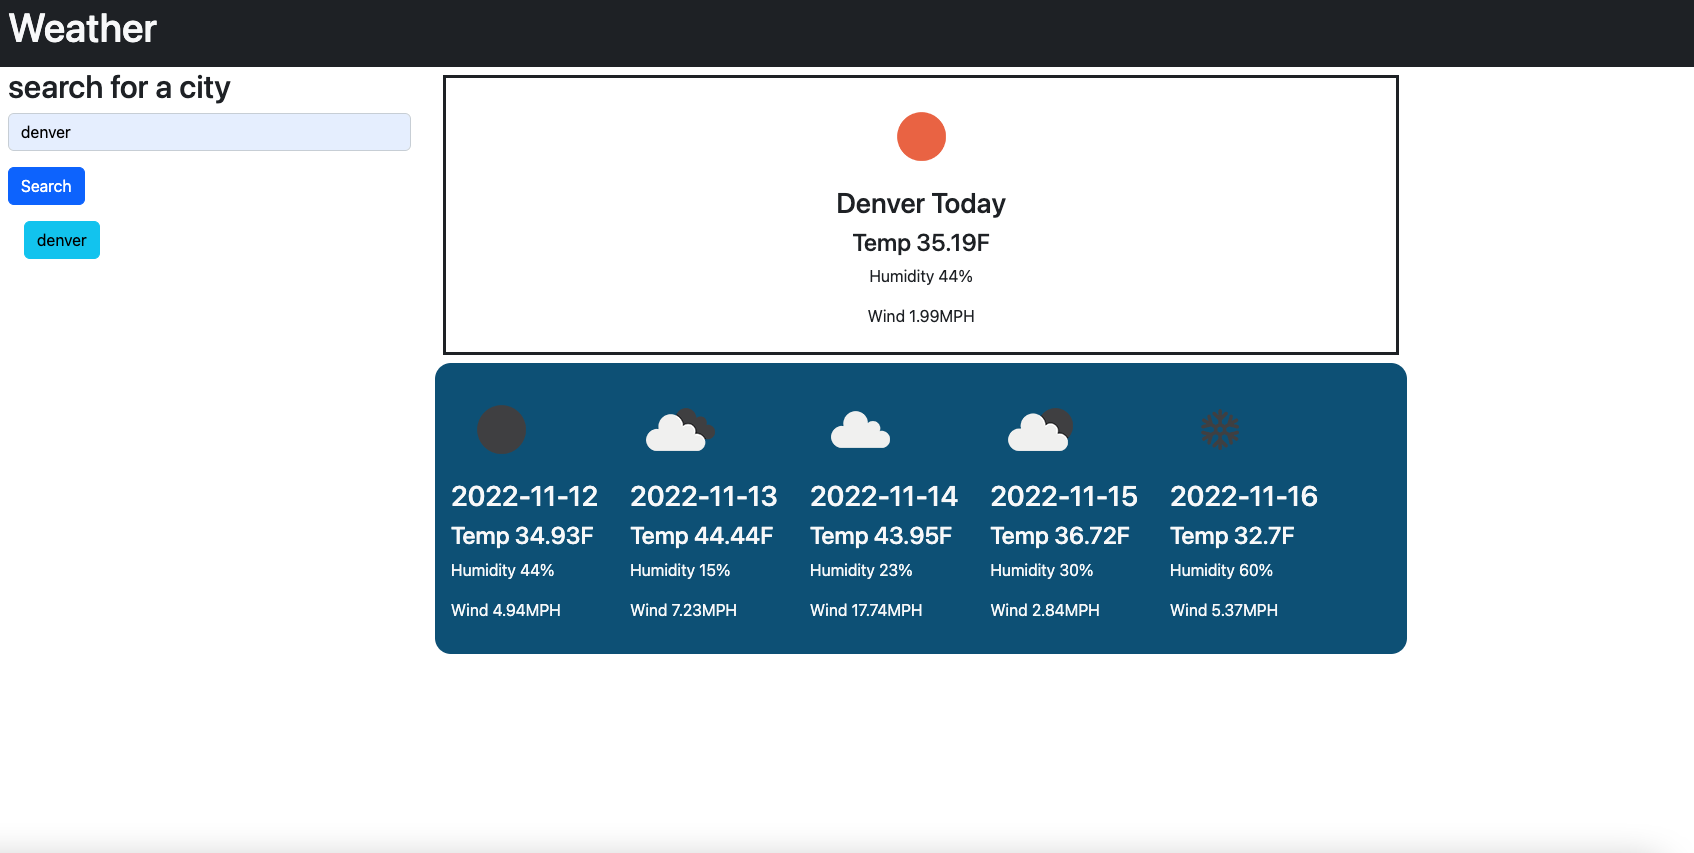 Weather
search for a city
denver
Search
denver
Denver Today
Temp 35.19F
Humidity 44%
Wind 1.99MPH
2022-11-12
Temp 34.93F
Humidity 44%
Wind 4.94MPH
2022-11-13
Temp 44.44F
Humidity 15%
Wind 7.23MPH
2022-11-14
Temp 43.95F
Humidity 23%
Wind 17.74MPH
2022-11-15
Temp 36.72F
Humidity 30%
Wind 2.84MPH
2022-11-16
Temp 32.7F
Humidity 60%
Wind 5.37MPH